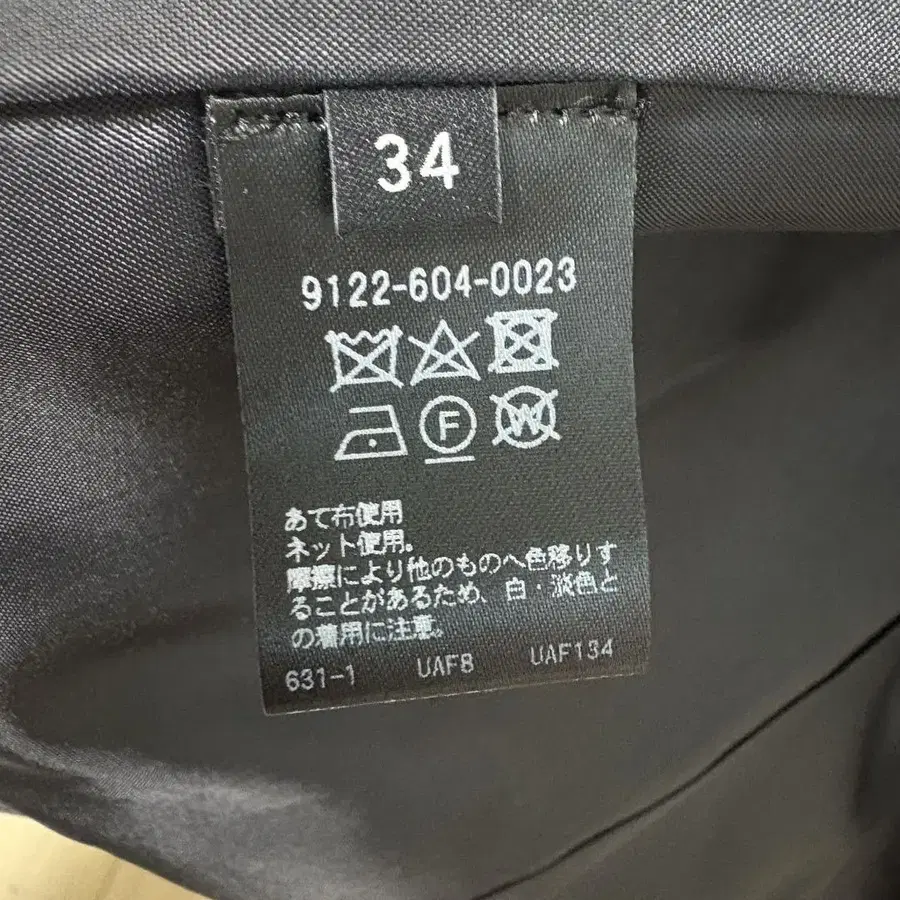 34
9122-604-0023
F
W
あて布使用
ネット使用。
摩擦により他のものへ色移りす
ることがあるため、白・淡色と
の着用に注意。
631-1 UAF8 UAF134